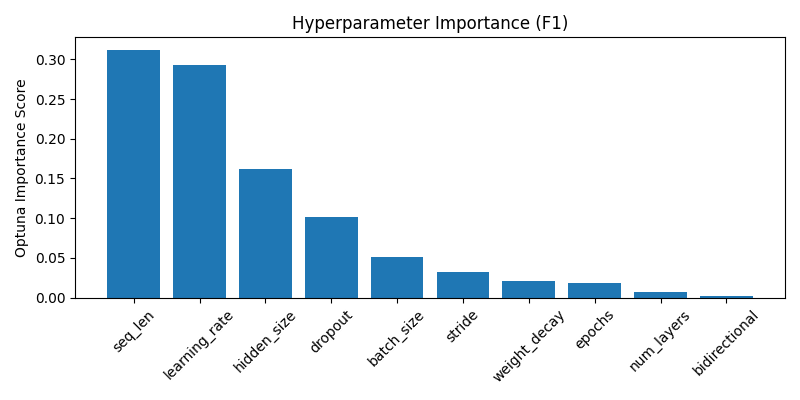 Hyperparameter Importance (F1)
Optuna Importance Score
0.30
0.25
0.20
0.15
0.10
0.05
0.00
seq_len
learning_rate
hidden_size
dropout
batch_size
stride
weight_decay
epochs
num_layers
bidirectional